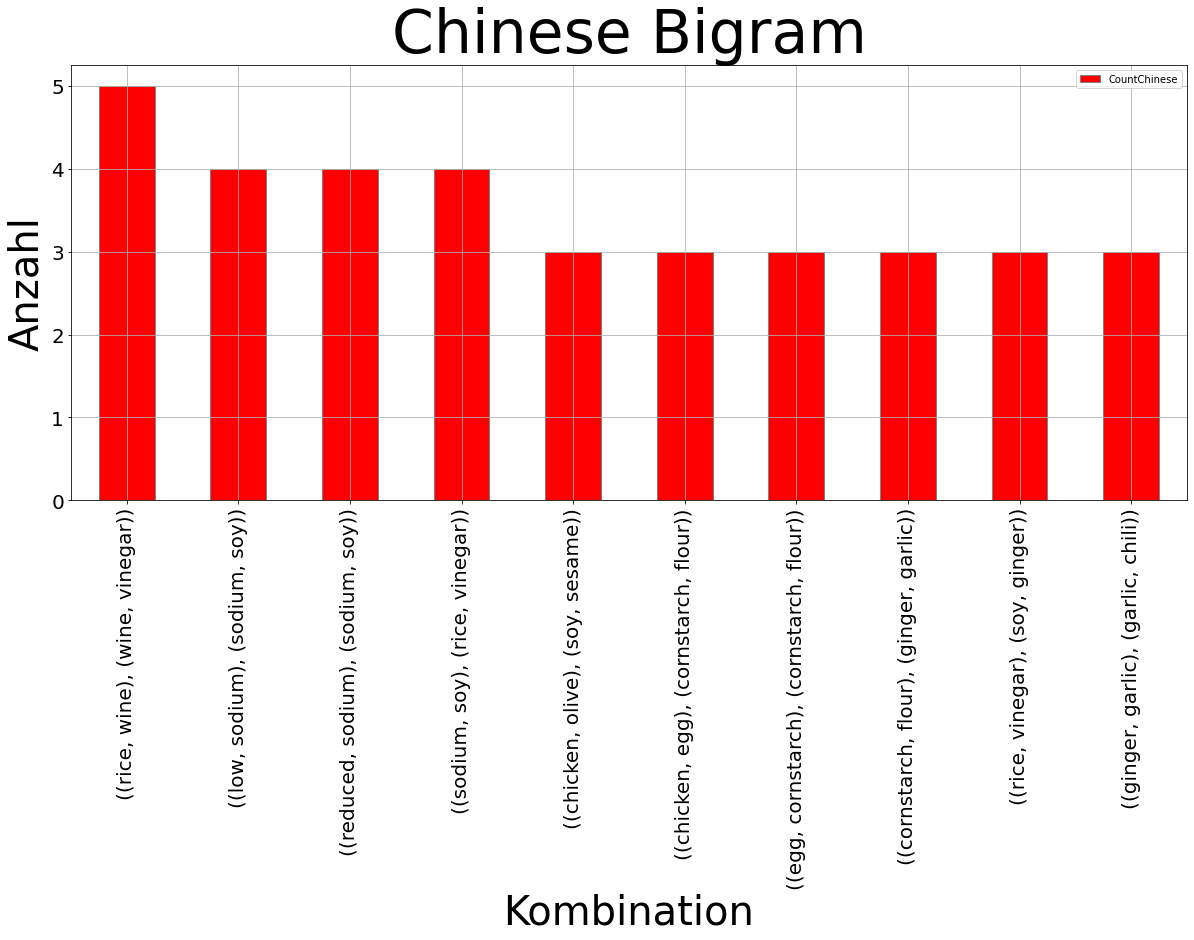 Chinese Bigram
CountChinese
Anzahl
5
4
3
2
1
0
((rice, wine), (wine, vinegar))
((low, sodium), (sodium, soy))
((reduced, sodium), (sodium, soy))
((sodium, soy), (rice, vinegar))
((chicken, olive), (soy, sesame))
((chicken, egg), (cornstarch, flour))
((egg, cornstarch), (cornstarch, flour))
((cornstarch, flour), (ginger, garlic))
((rice, vinegar), (soy, ginger))
((ginger, garlic), (garlic, chili))
Kombination